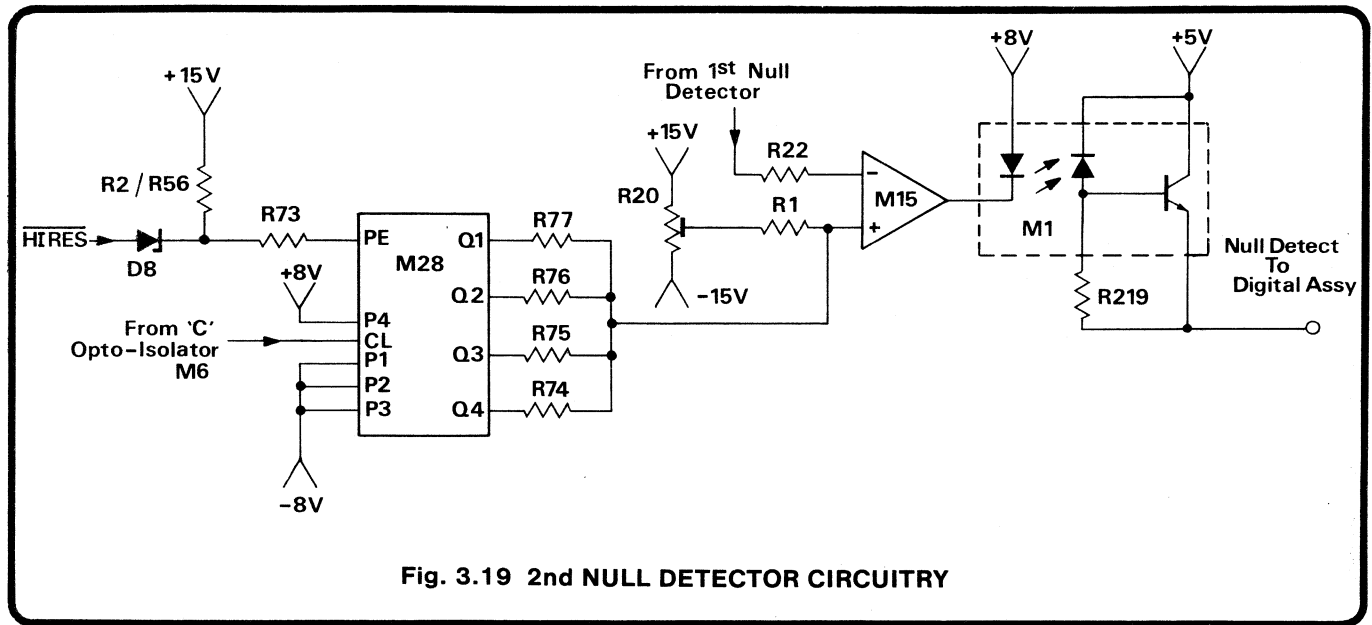 +15V
R2/R56
HIRES
D8
R73
+8V
From 'C'
Opto-Isolator
M6
-8V
PE
M28
P4
CL
P1
P2
P3
Q1
Q2
Q3
Q4
R77
R76
R75
R74
From 1st Null
Detector
+15V
R20
-15V
R22
R1
M15
+8V
+5V
M1
R219
Null Detect
To
Digital Assy
Fig. 3.19 2nd NULL DETECTOR CIRCUITRY